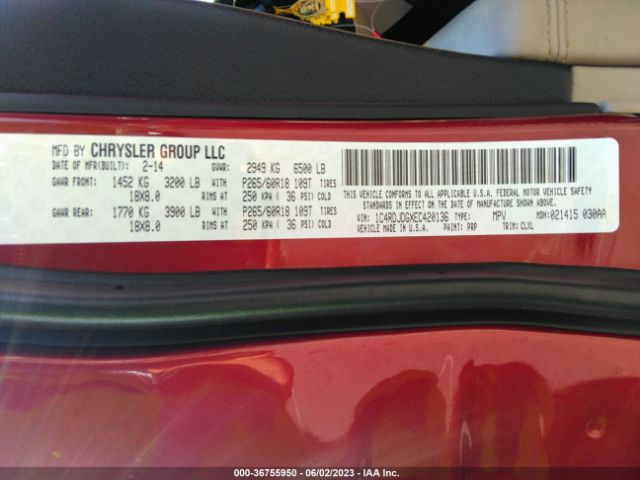 MFD BY CHRYSLER GROUP LLC
DATE OF MFR(BUILT): 2-14 GVWR: 2949 KG 6500 LB
GAWR FRONT: 1452 KG 3200 LB WITH P265/60R18 109T TIRES
18X8.0 RIMS AT 250 KPA ( 36 PSI) COLD
GAWR REAR: 1770 KG 3900 LB WITH P265/60R18 109T TIRES
18X8.0 RIMS AT 250 KPA ( 36 PSI) COLD
THIS VEHICLE CONFORMS TO ALL APPLICABLE U.S.A. FEDERAL MOTOR VEHICLE SAFETY
STANDARDS IN EFFECT ON THE DATE OF MANUFACTURE SHOWN ABOVE.
VIN: 1C4RDJDGXEC420136 TYPE: MPV MDH: 021415 030AA
VEHICLE MADE IN U.S.A. PAINT: PRP TRIM: CLXL
000-36755950 - 06/02/2023 - IAA Inc.